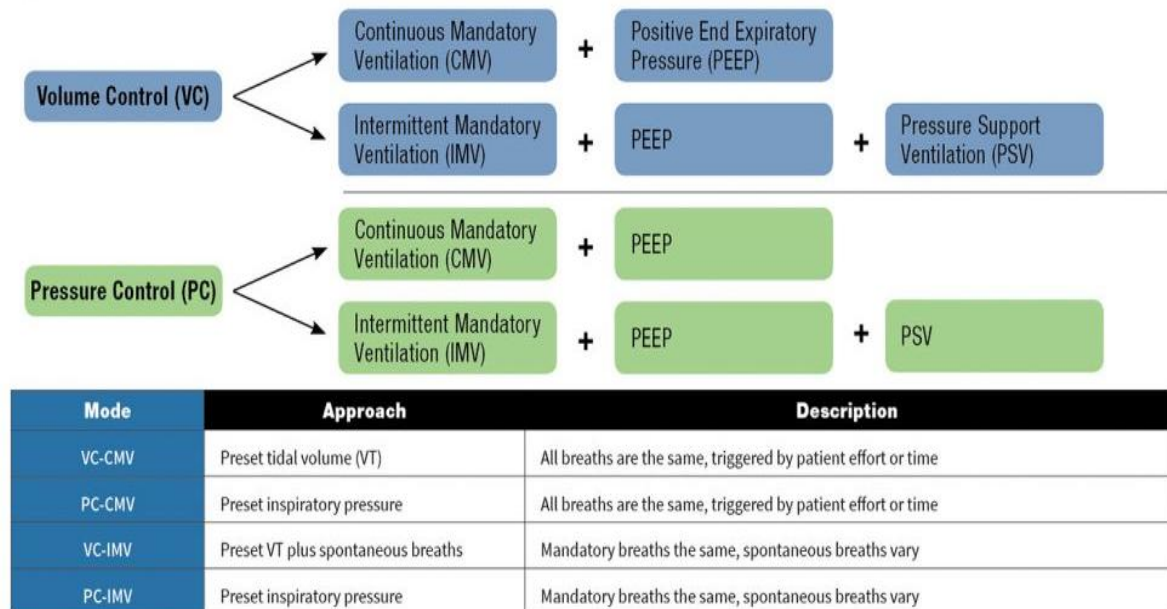 Volume Control (VC)
Continuous Mandatory
Ventilation (CMV)
+
Positive End Expiratory
Pressure (PEEP)
Intermittent Mandatory
Ventilation (IMV)
+
PEEP
+
Pressure Support
Ventilation (PSV)
Pressure Control (PC)
Continuous Mandatory
Ventilation (CMV)
+
PEEP
Intermittent Mandatory
Ventilation (IMV)
+
PEEP
+
PSV
Mode Approach Description
VC-CMV Preset tidal volume (VT) All breaths are the same, triggered by patient effort or time
PC-CMV Preset inspiratory pressure All breaths are the same, triggered by patient effort or time
VC-IMV Preset VT plus spontaneous breaths Mandatory breaths the same, spontaneous breaths vary
PC-IMV Preset inspiratory pressure Mandatory breaths the same, spontaneous breaths vary